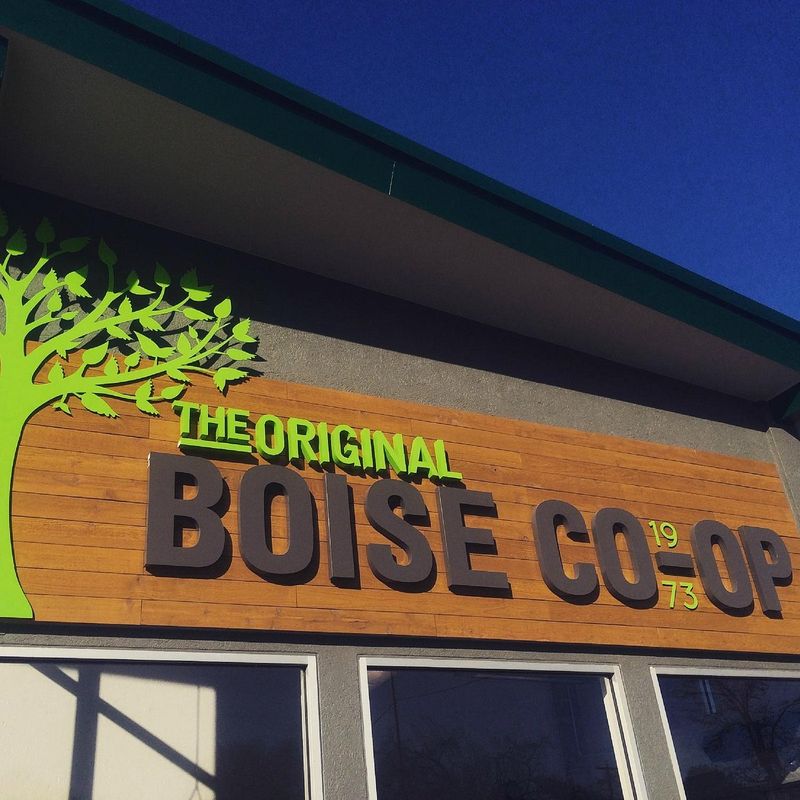 THE ORIGINAL
BOISE CO-OP
19
73